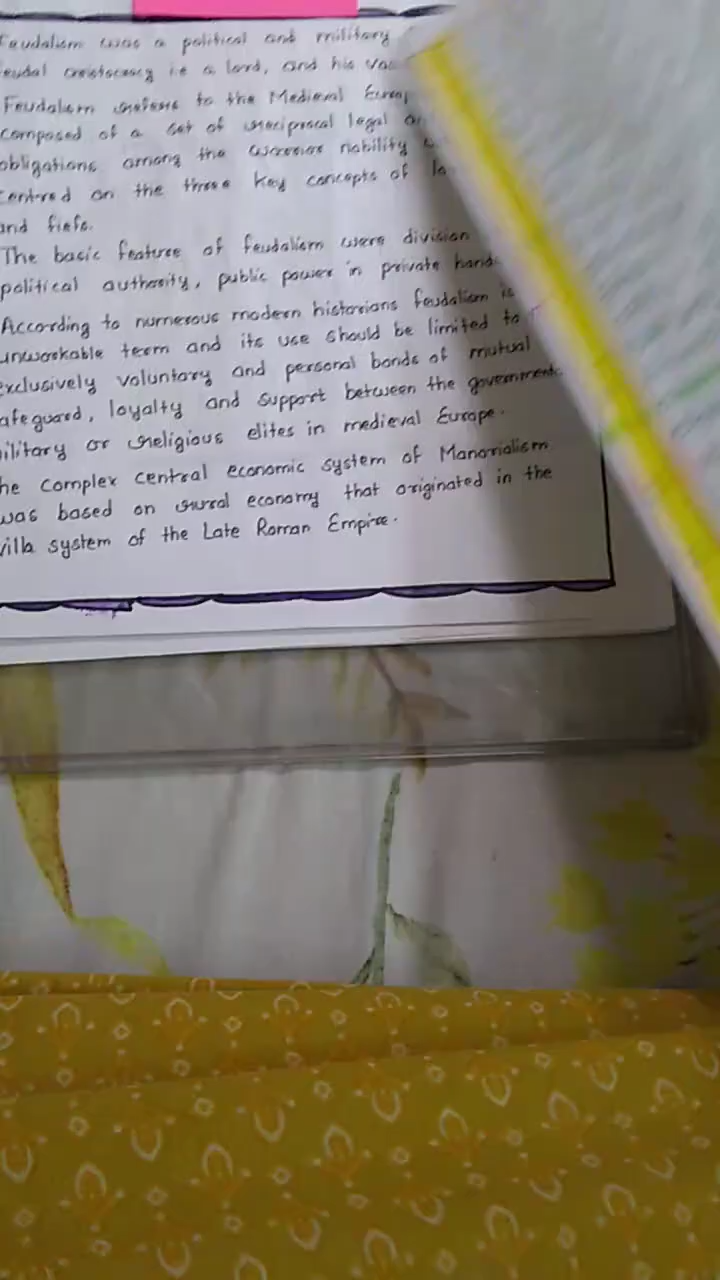 Feudalism was a political and military
feudal aristocracy i.e a lord, and his
Feudalism refers to the Medieval
composed of a set of reciprocal legal
obligations among the warrior nobility
centred on the three key concepts of
and fiefs.
The basic feature of feudalism were division
political authority, public power in private hands
According to numerous modern historians feudalism is
unworkable term and its use should be limited to
exclusively voluntary and personal bonds of mutual
safeguard, loyalty and support between the government
military or religious elites in medieval Europe.
The complex central economic system of Manorialism
was based on rural economy that originated in the
villa system of the Late Roman Empire.